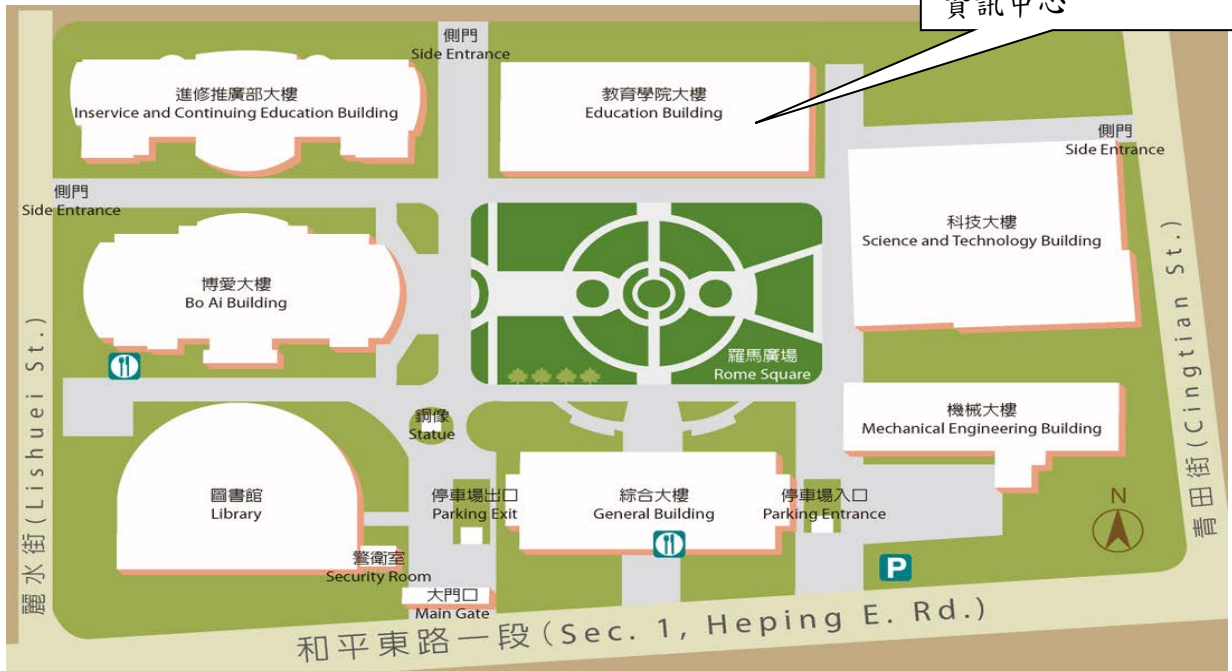 資訊中心
側門
Side Entrance
進修推廣部大樓
Inservice and Continuing Education Building
教育學院大樓
Education Building
側門
Side Entrance
側門
Side Entrance
科技大樓
Science and Technology Building
博愛大樓
Bo Ai Building
羅馬廣場
Rome Square
銅像
Statue
機械大樓
Mechanical Engineering Building
圖書館
Library
停車場出口
Parking Exit
綜合大樓
General Building
停車場入口
Parking Entrance
N
警衛室
Security Room
P
大門口
Main Gate
麗水街(Lishuei St.)
青田街(Cingtian St.)
和平東路一段(Sec. 1, Heping E. Rd.)